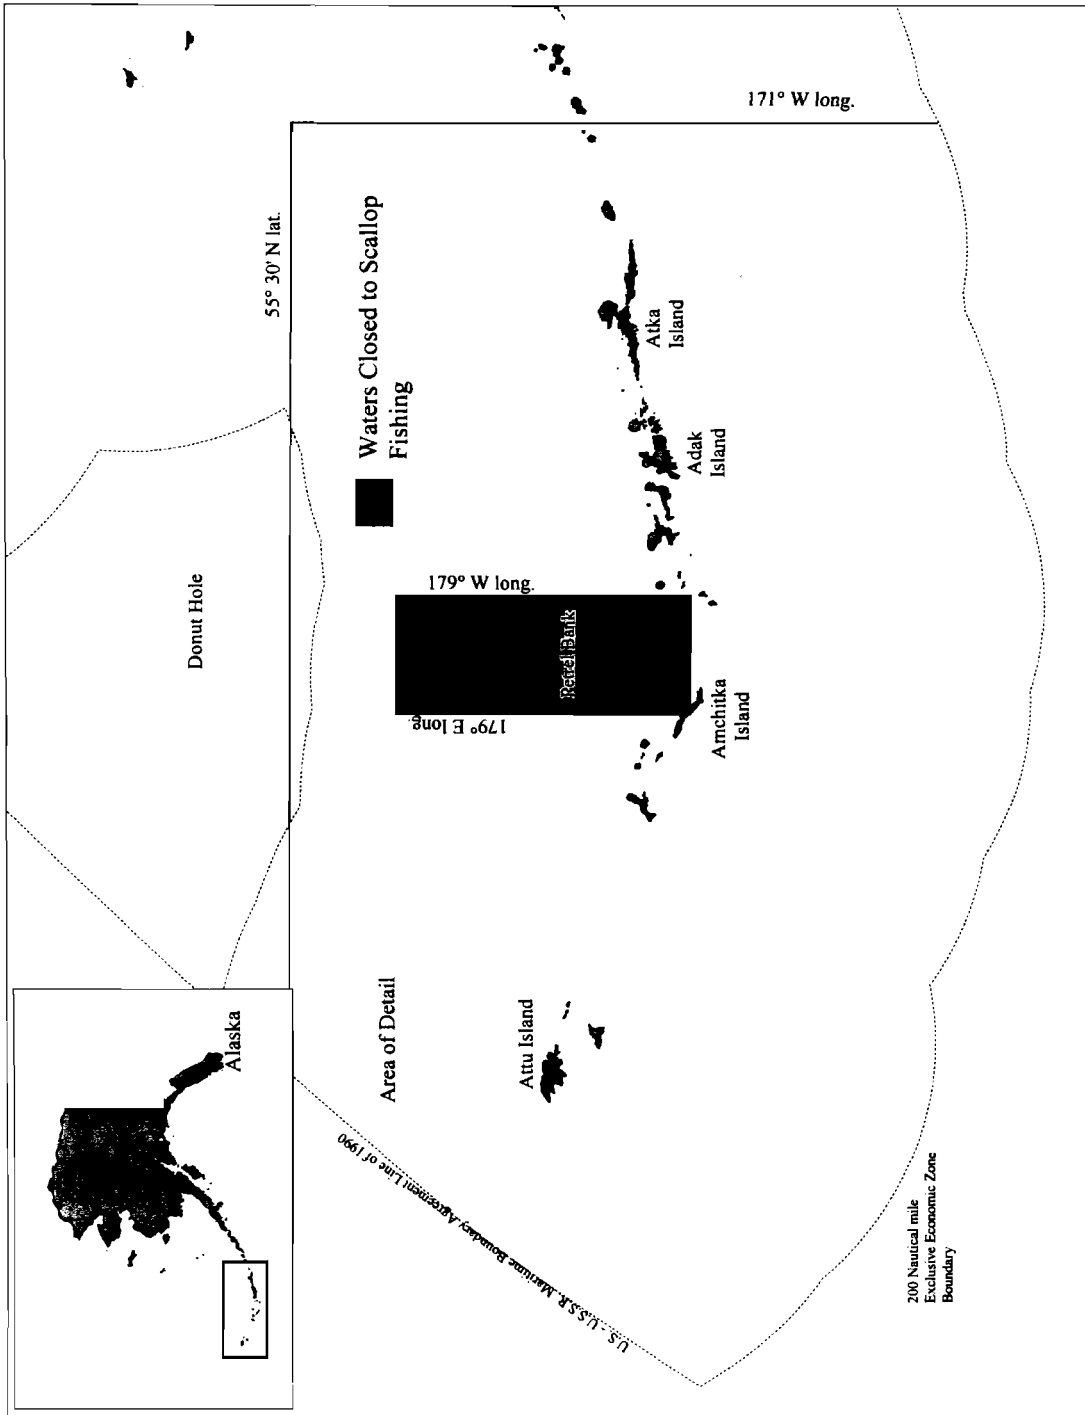 Alaska
Donut Hole
55° 30' N lat.
Waters Closed to Scallop
Fishing
U.S. - U.S.S.R. Maritime Boundary Agreement Line of 1990
Area of Detail
179° E long.
179° W long.
Petrel Bank
Attu Island
Amchitka
Island
Adak
Island
Atka
Island
171° W long.
200 Nautical mile
Exclusive Economic Zone
Boundary